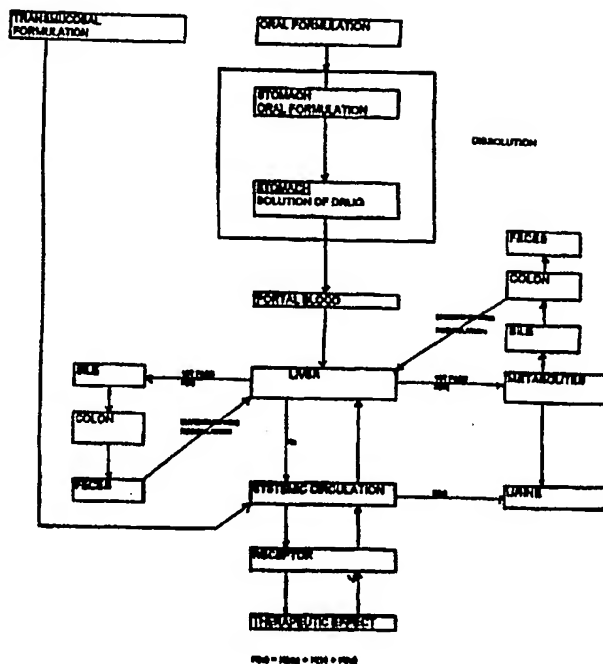 TRANSMUCOSAL
FORMULATION
ORAL FORMULATION
STOMACH
ORAL FORMULATION
DISSOLUTION
STOMACH
SOLUTION OF DRUG
FECES
COLON
PORTAL BLOOD
BILE
BILE
LIVER
METABOLITES
COLON
FECES
SYSTEMIC CIRCULATION
URINE
RECEPTOR
THERAPEUTIC EFFECT